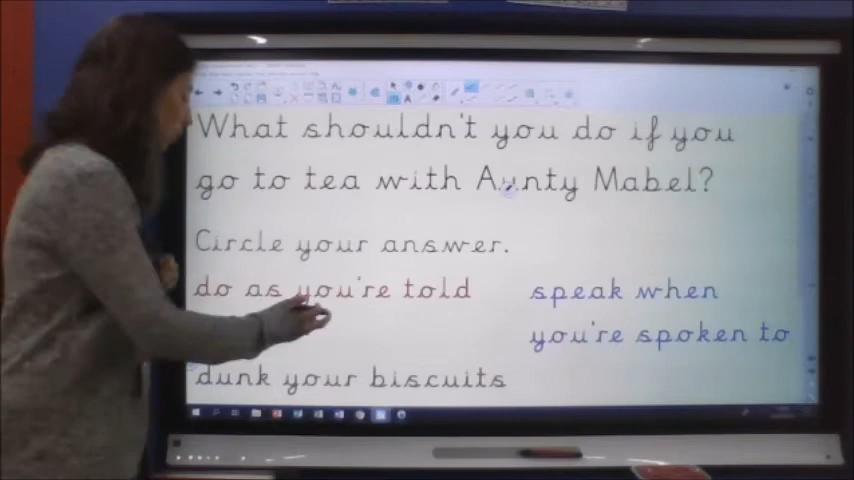 What shouldn't you do if you
go to tea with Aunty Mabel?
Circle your answer.
do as you're told
speak when
you're spoken to
dunk your biscuits